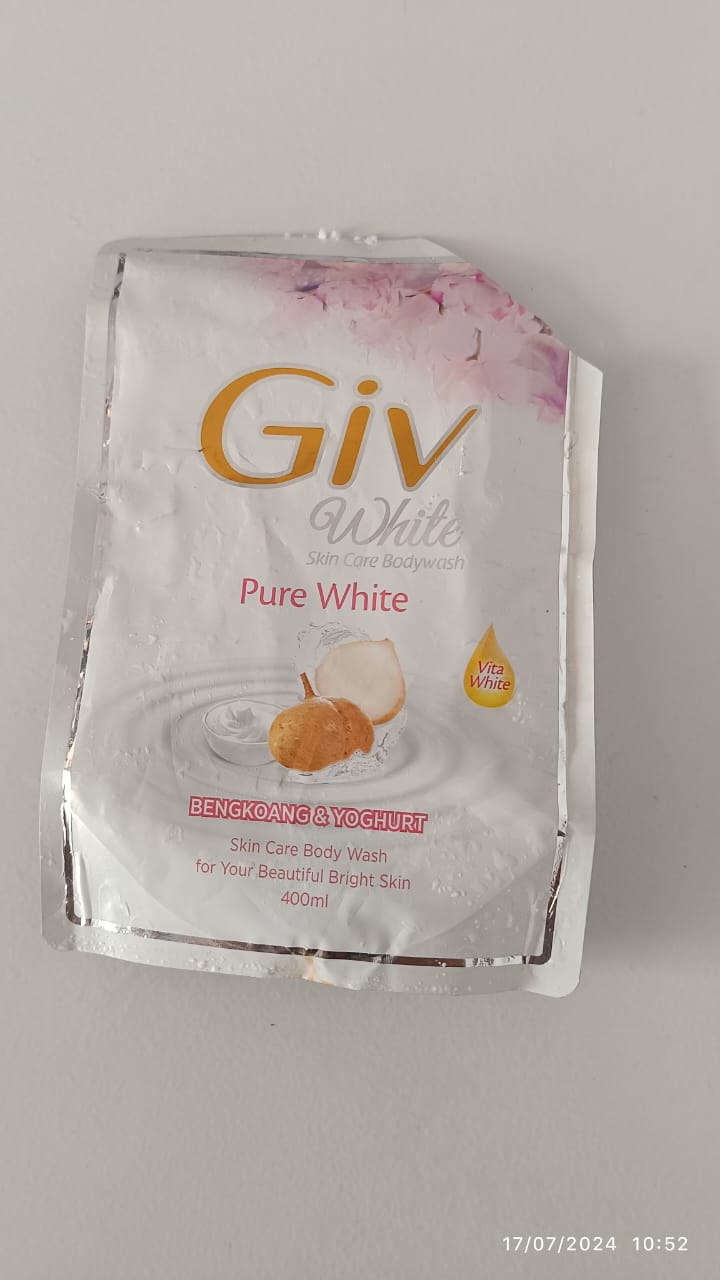 Giv
White
Skin Care Bodywash
Pure White
Vita
White
BENGKOANG & YOGHURT
Skin Care Body Wash
for Your Beautiful Bright Skin
400ml
17/07/2024 10:52